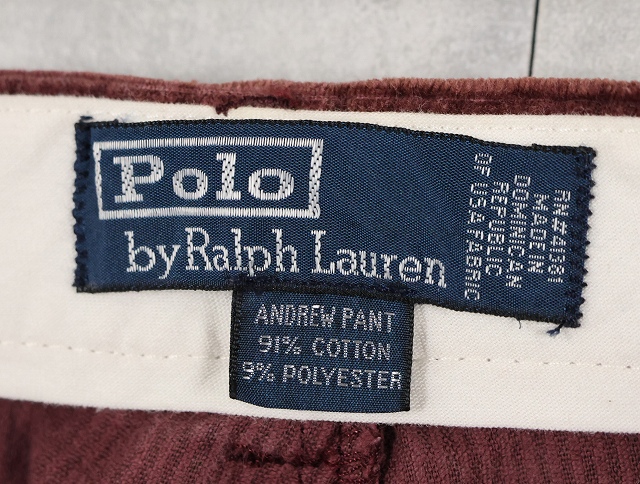 Polo
by Ralph Lauren
RN#41381
MADE IN
DOMINICAN
REPUBLIC
OF USA FABRIC
ANDREW PANT
91% COTTON
9% POLYESTER